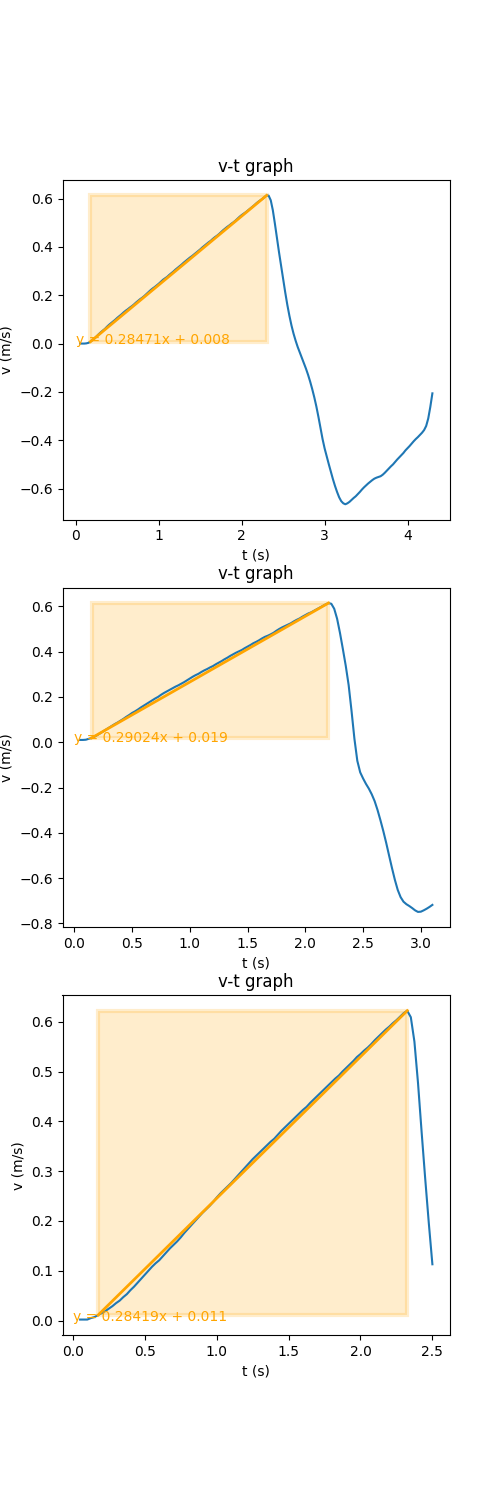 v-t graph
0.6
0.4
0.2
0.0
−0.2
−0.4
−0.6
v (m/s)
y = 0.28471x + 0.008
0 1 2 3 4
t (s)
v-t graph
0.6
0.4
0.2
0.0
−0.2
−0.4
−0.6
−0.8
v (m/s)
y = 0.29024x + 0.019
0.0 0.5 1.0 1.5 2.0 2.5 3.0
t (s)
v-t graph
0.6
0.5
0.4
0.3
0.2
0.1
0.0
v (m/s)
y = 0.28419x + 0.011
0.0 0.5 1.0 1.5 2.0 2.5
t (s)